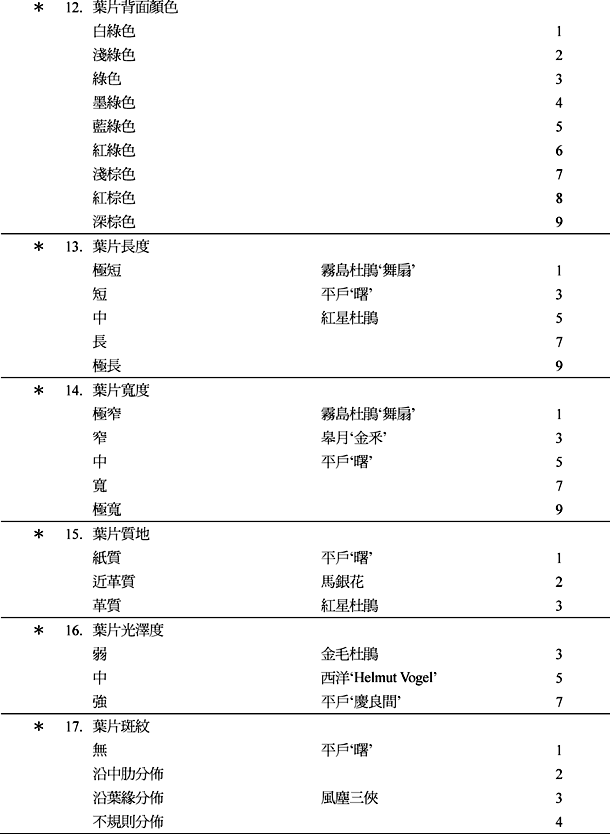 ＊ 12. 葉片背面顏色
白綠色 1
淺綠色 2
綠色 3
墨綠色 4
藍綠色 5
紅綠色 6
淺棕色 7
紅棕色 8
深棕色 9
＊ 13. 葉片長度
極短 霧島杜鵑‘舞扇’ 1
短 平戶‘曙’ 3
中 紅星杜鵑 5
長 7
極長 9
＊ 14. 葉片寬度
極窄 霧島杜鵑‘舞扇’ 1
窄 皋月‘金釆’ 3
中 平戶‘曙’ 5
寬 7
極寬 9
＊ 15. 葉片質地
紙質 平戶‘曙’ 1
近革質 馬銀花 2
革質 紅星杜鵑 3
＊ 16. 葉片光澤度
弱 金毛杜鵑 3
中 西洋‘Helmut Vogel’ 5
強 平戶‘慶良間’ 7
＊ 17. 葉片斑紋
無 平戶‘曙’ 1
沿中肋分佈 2
沿葉緣分佈 風塵三俠 3
不規則分佈 4